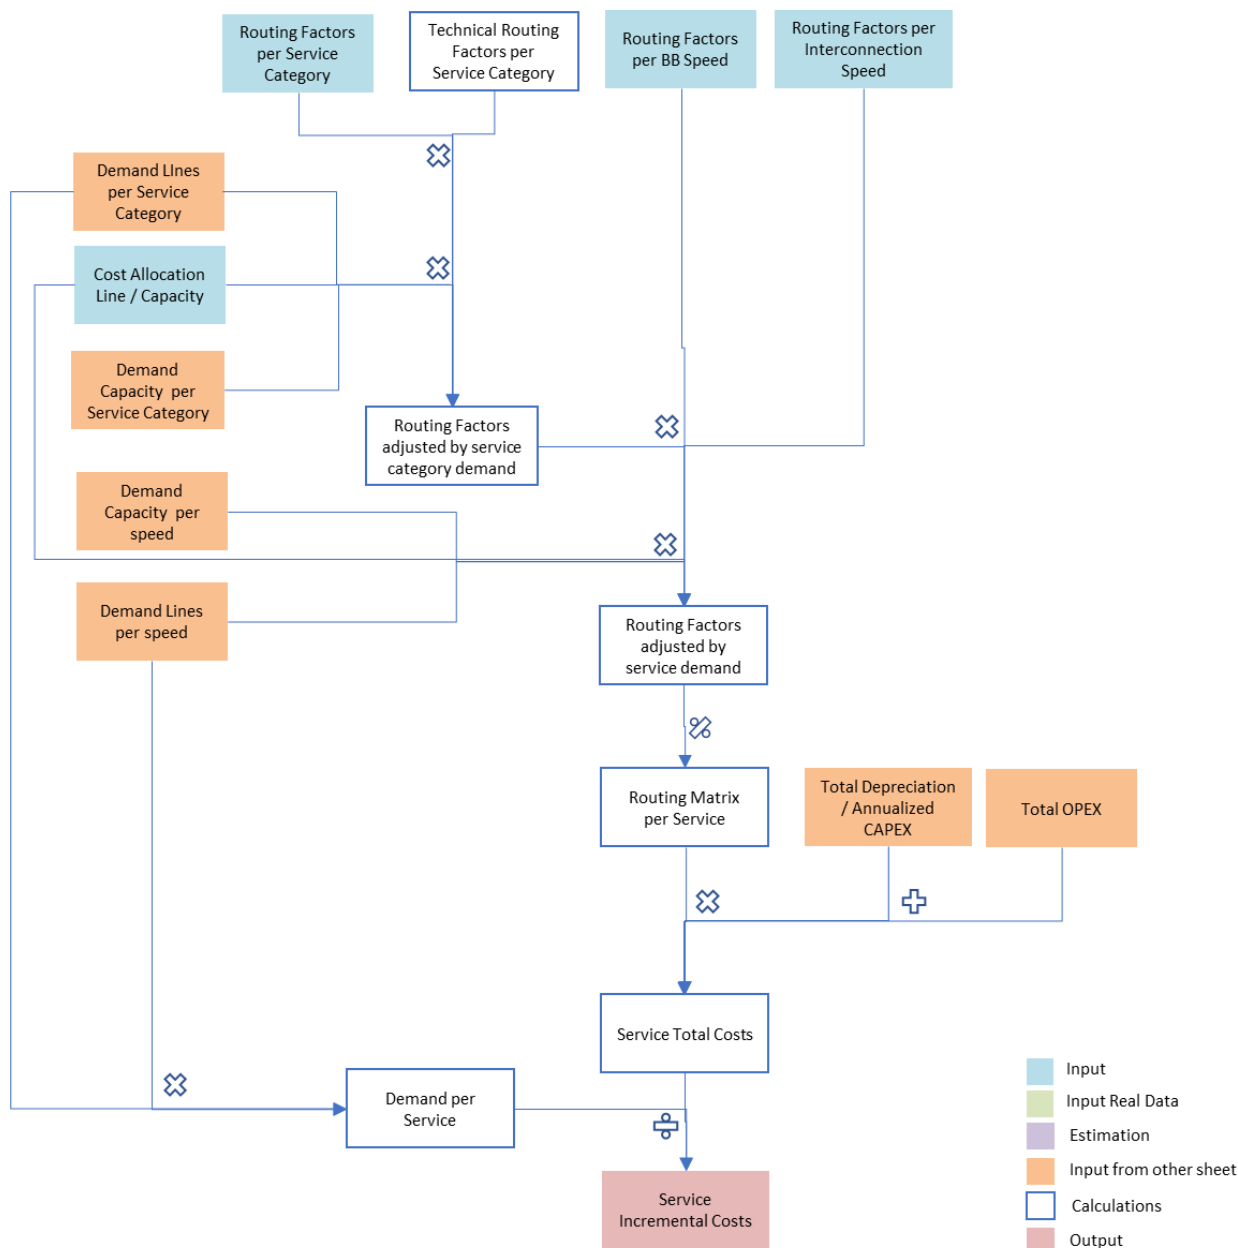 Routing Factors
per Service
Category
Technical Routing
Factors per
Service Category
Routing Factors
per BB Speed
Routing Factors per
Interconnection
Speed
Demand LInes
per Service
Category
Cost Allocation
Line / Capacity
Demand
Capacity per
Service Category
Routing Factors
adjusted by service
category demand
Demand
Capacity per
speed
Demand Lines
per speed
Routing Factors
adjusted by
service demand
Routing Matrix
per Service
Total Depreciation
/ Annualized
CAPEX
Total OPEX
Service Total Costs
Demand per
Service
Service
Incremental Costs
Input
Input Real Data
Estimation
Input from other sheet
Calculations
Output